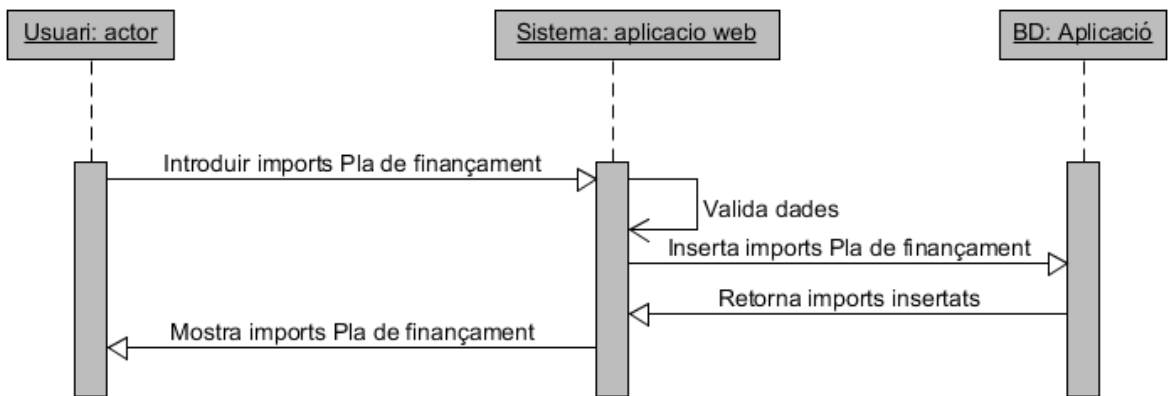 Usuari: actor
Sistema: aplicacio web
BD: Aplicació
Introduir imports Pla de finançament
Valida dades
Inserta imports Pla de finançament
Retorna imports insertats
Mostra imports Pla de finançament